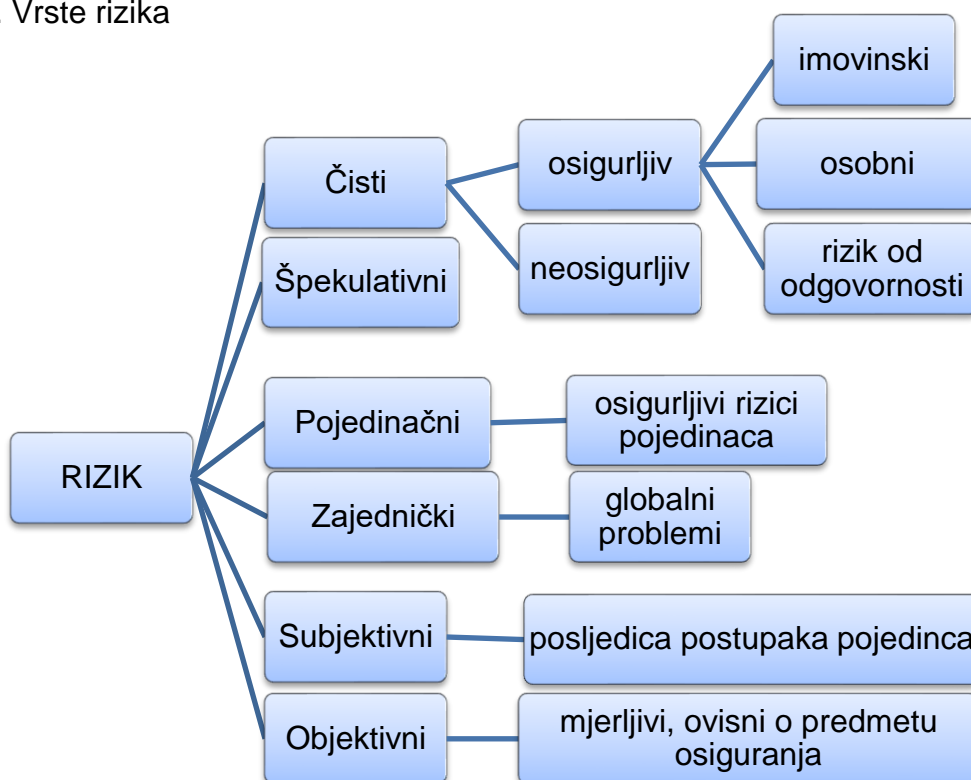 . Vrste rizika
imovinski
Čisti
osigurljiv
osobni
neosigurljiv
rizik od
odgovornosti
Špekulativni
Pojedinačni
osigurljivi rizici
pojedinaca
RIZIK
Zajednički
globalni
problemi
Subjektivni
posljedica postupaka pojedinca
Objektivni
mjerljivi, ovisni o predmetu
osiguranja